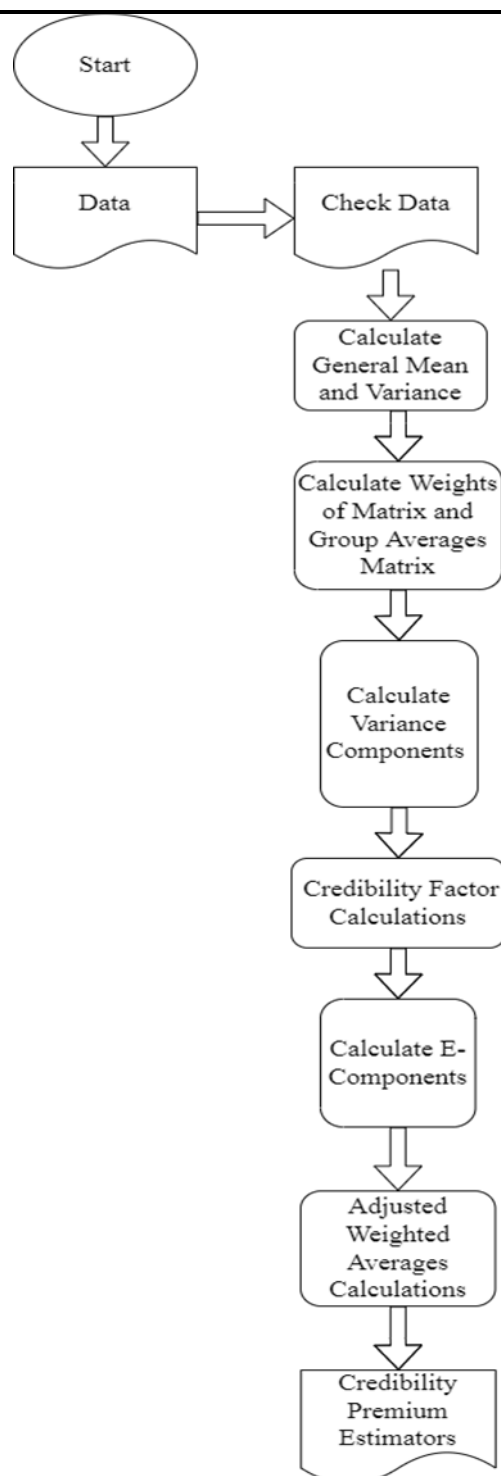 Start
Data
Check Data
Calculate
General Mean
and Variance
Calculate Weights
of Matrix and
Group Averages
Matrix
Calculate
Variance
Components
Credibility Factor
Calculations
Calculate E-
Components
Adjusted
Weighted
Averages
Calculations
Credibility
Premium
Estimators